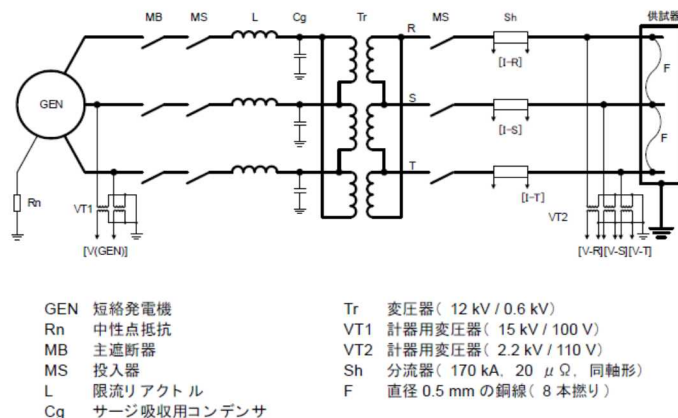 MB
MS
L
Cg
Tr
R
MS
Sh
供試器
[I-R]
F
GEN
S
[I-S]
F
T
Rn
VT1
[I-T]
VT2
[V(GEN)]
[V-R][V-S][V-T]
GEN 短絡発電機
Rn 中性点抵抗
MB 主遮断器
MS 投入器
L 限流リアクトル
Cg サージ吸収用コンデンサ
Tr 変圧器( 12 kV / 0.6 kV)
VT1 計器用変圧器( 15 kV / 100 V)
VT2 計器用変圧器( 2.2 kV / 110 V)
Sh 分流器( 170 kA, 20 μΩ, 同軸形)
F 直径 0.5 mm の銅線( 8 本撚り)